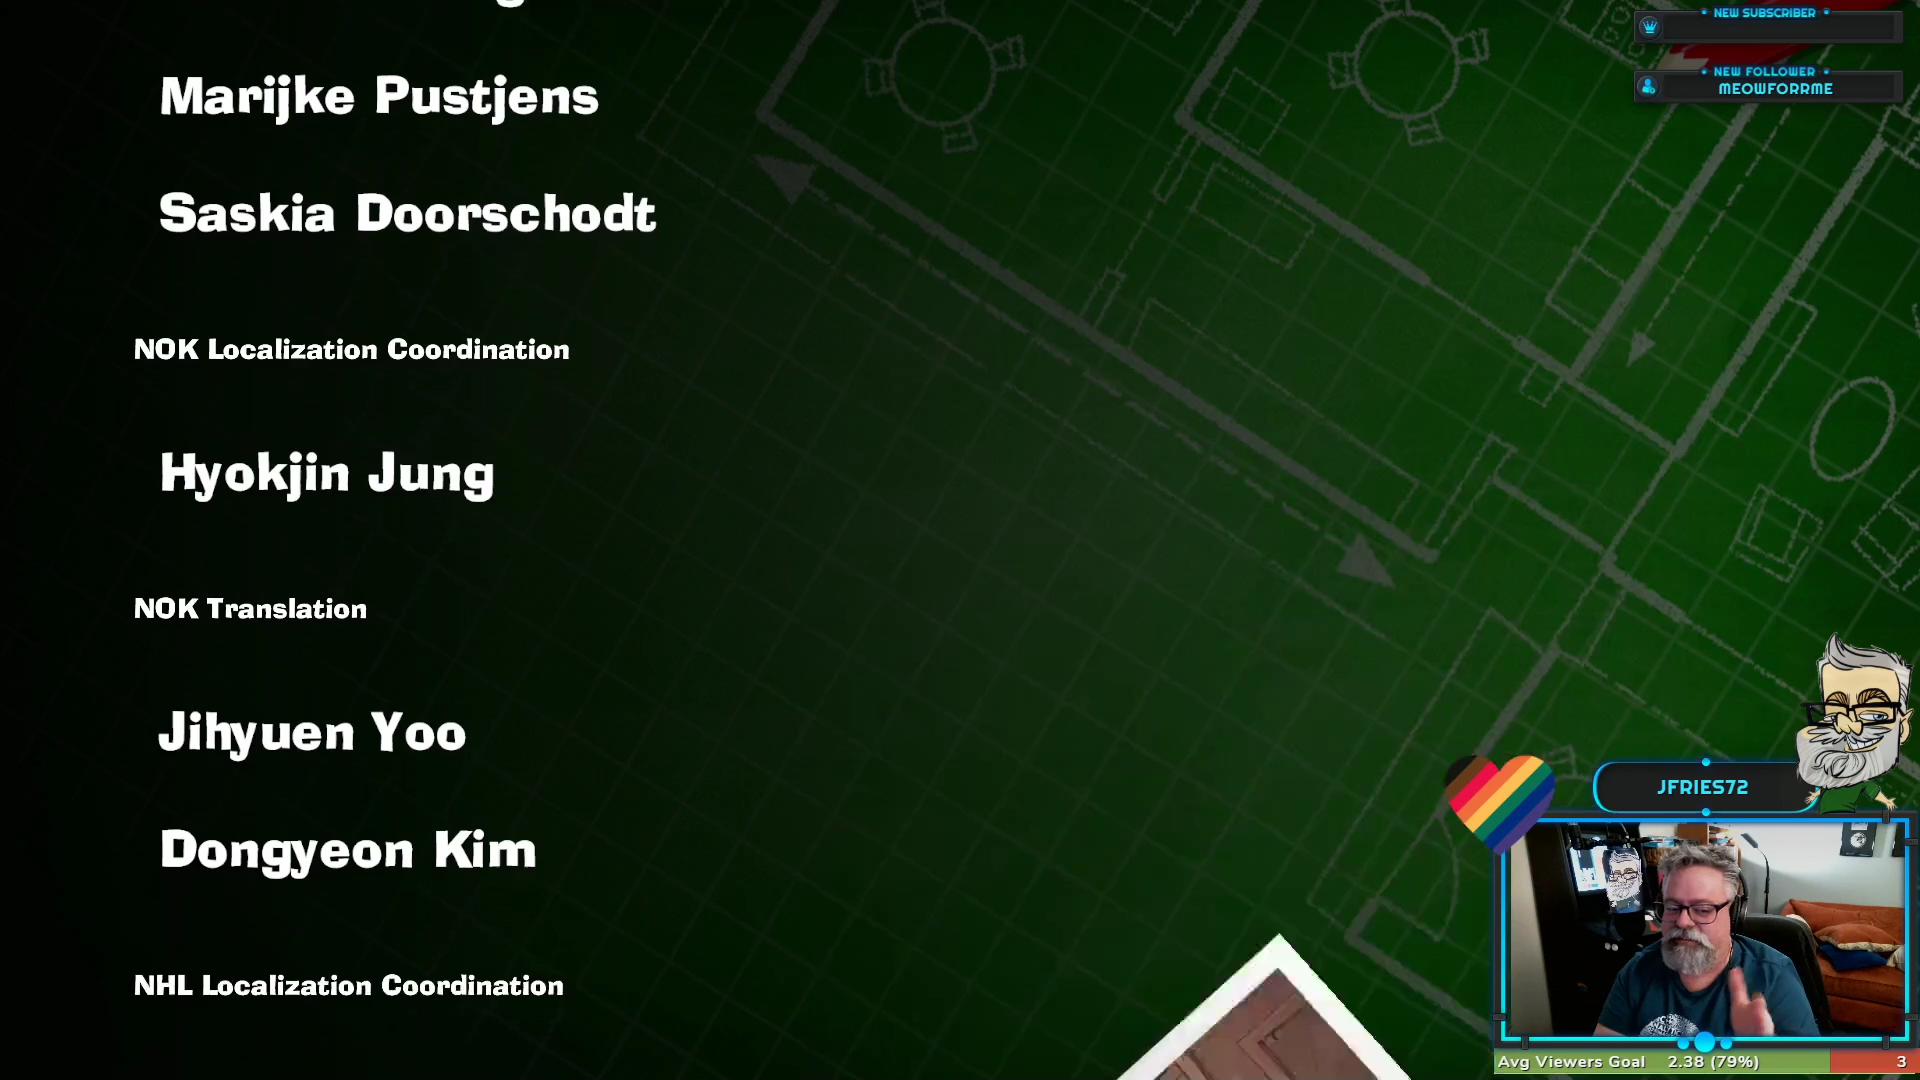 Marijke Pustjens
Saskia Doorschodt
NOK Localization Coordination
Hyokjin Jung
NOK Translation
Jihyuen Yoo
Dongyeon Kim
NHL Localization Coordination
NEW SUBSCRIBER
NEW FOLLOWER
MEOWFORRME
JFRIES72
Avg Viewers Goal 2.38 (79%) 3